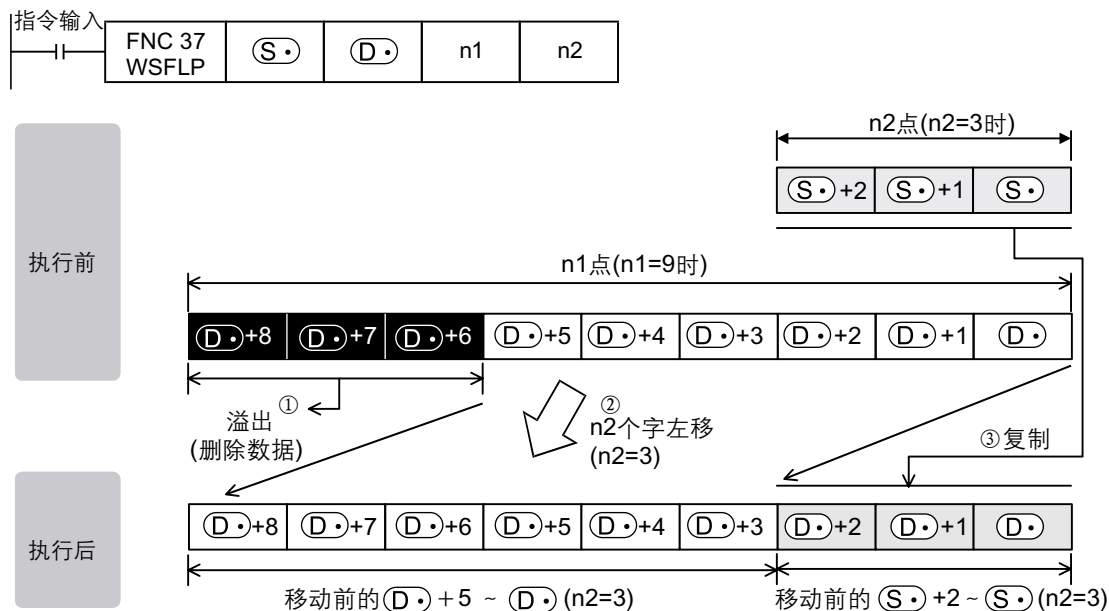 指令输入
FNC 37 WSFLP S· D· n1 n2
n2点(n2=3时)
S·+2 S·+1 S·
执行前
n1点(n1=9时)
D·+8 D·+7 D·+6 D·+5 D·+4 D·+3 D·+2 D·+1 D·
溢出 ①
(删除数据)
②
n2个字左移
(n2=3)
③复制
执行后
D·+8 D·+7 D·+6 D·+5 D·+4 D·+3 D·+2 D·+1 D·
移动前的D·+5 ~ D· (n2=3)
移动前的 S· +2 ~ S· (n2=3)